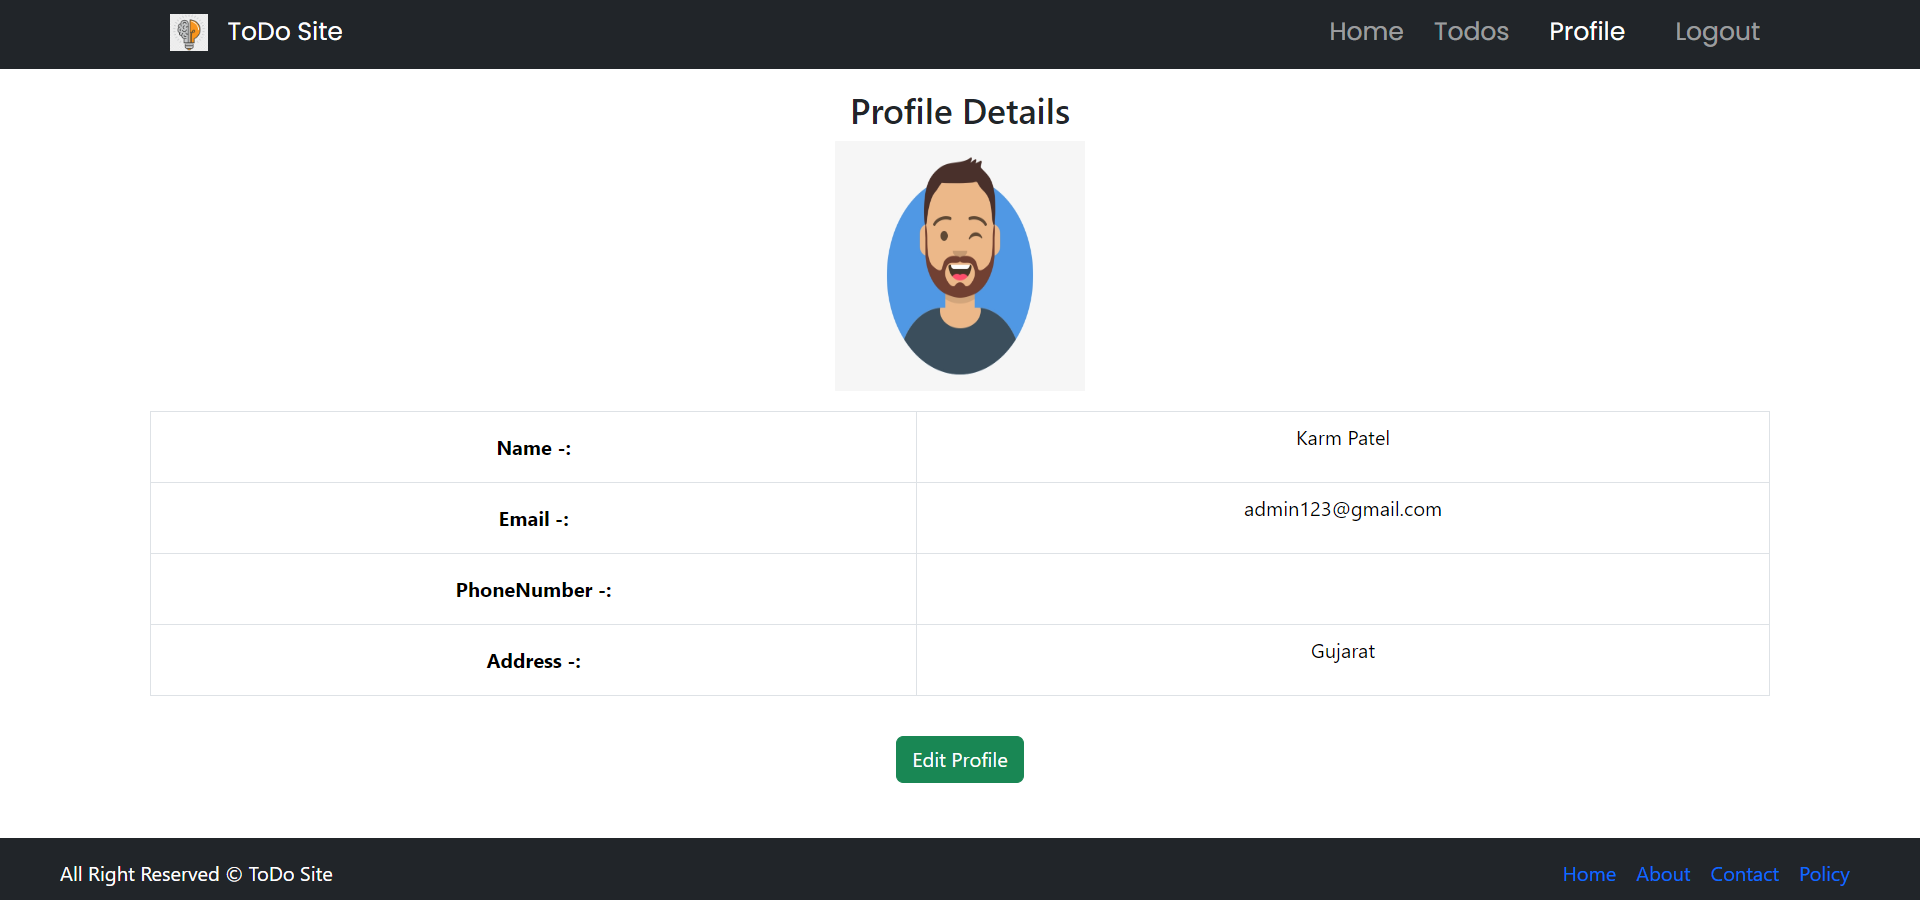 ToDo Site
Home Todos Profile Logout
Profile Details
Name -: Karm Patel
Email -: admin123@gmail.com
PhoneNumber -:
Address -: Gujarat
Edit Profile
All Right Reserved © ToDo Site
Home About Contact Policy